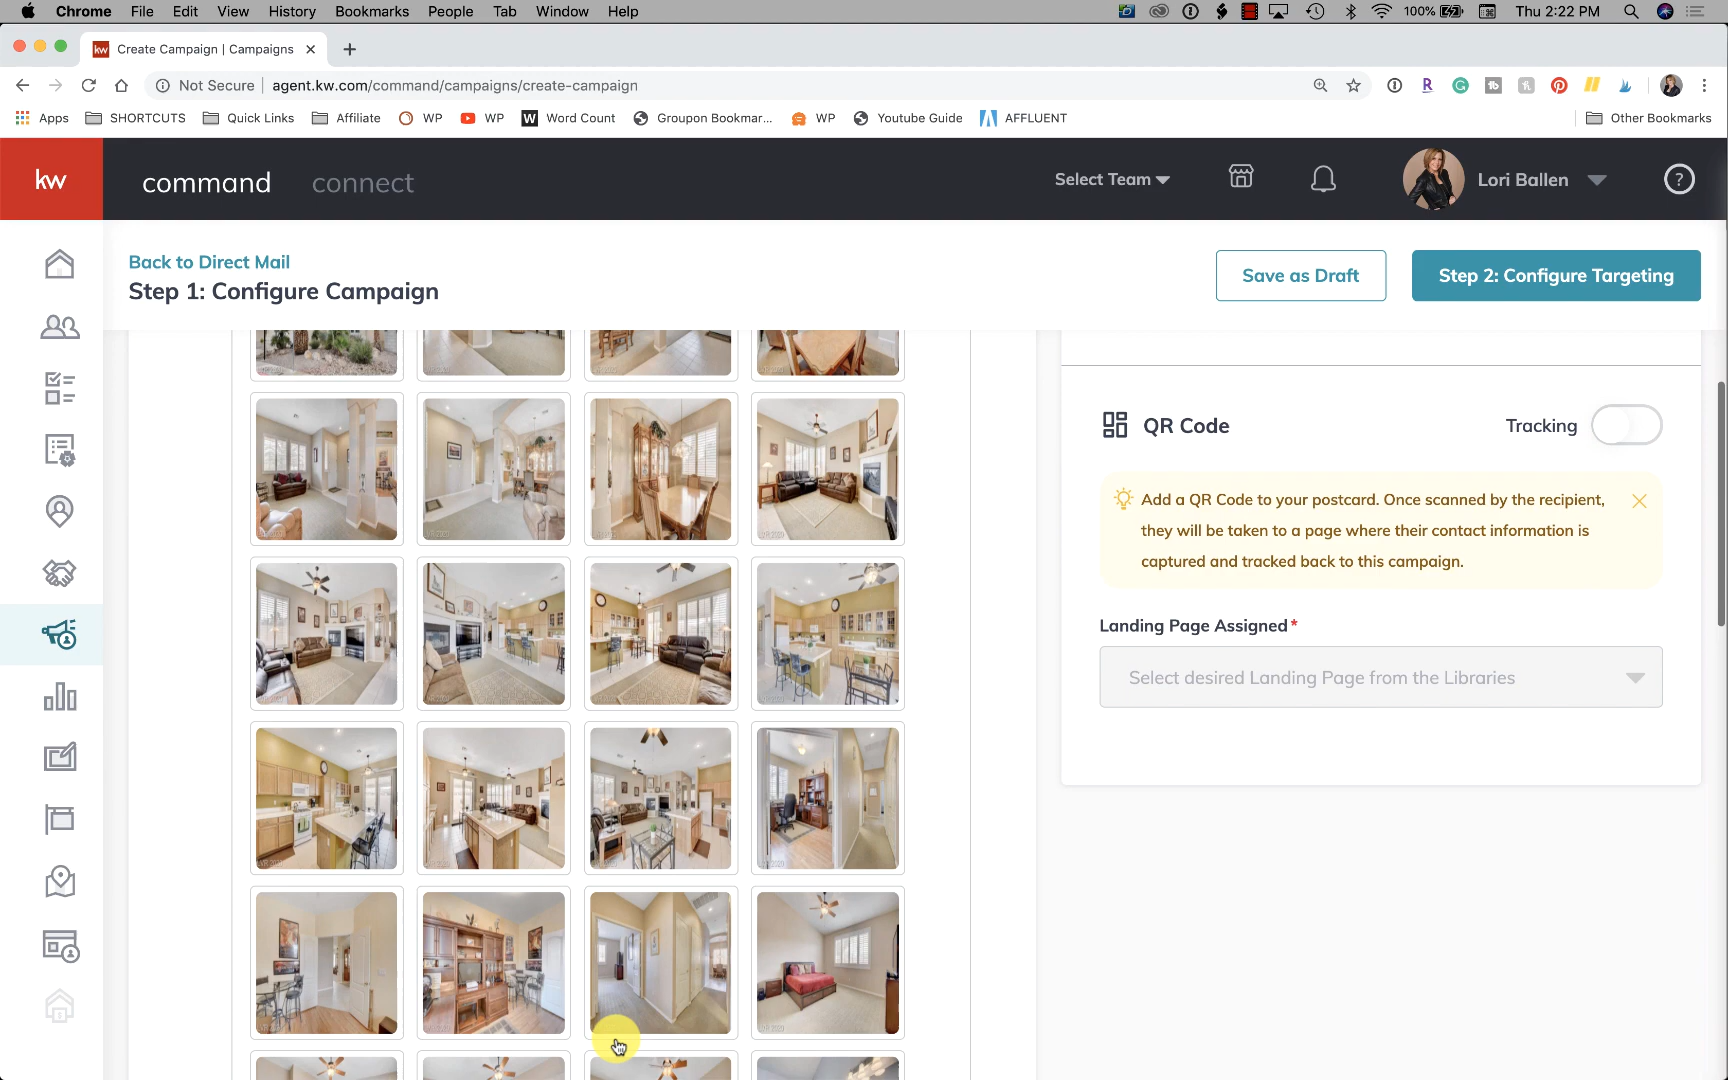 Chrome File Edit View History Bookmarks People Tab Window Help 100% Thu 2:22 PM
kw Create Campaign | Campaigns
Not Secure agent.kw.com/command/campaigns/create-campaign
Apps SHORTCUTS Quick Links Affiliate WP WP W Word Count Groupon Bookmar... WP Youtube Guide AFFLUENT Other Bookmarks
kw command connect Select Team Lori Ballen ?
Back to Direct Mail
Step 1: Configure Campaign
Save as Draft Step 2: Configure Targeting
QR Code Tracking
Add a QR Code to your postcard. Once scanned by the recipient,
they will be taken to a page where their contact information is
captured and tracked back to this campaign.
Landing Page Assigned*
Select desired Landing Page from the Libraries